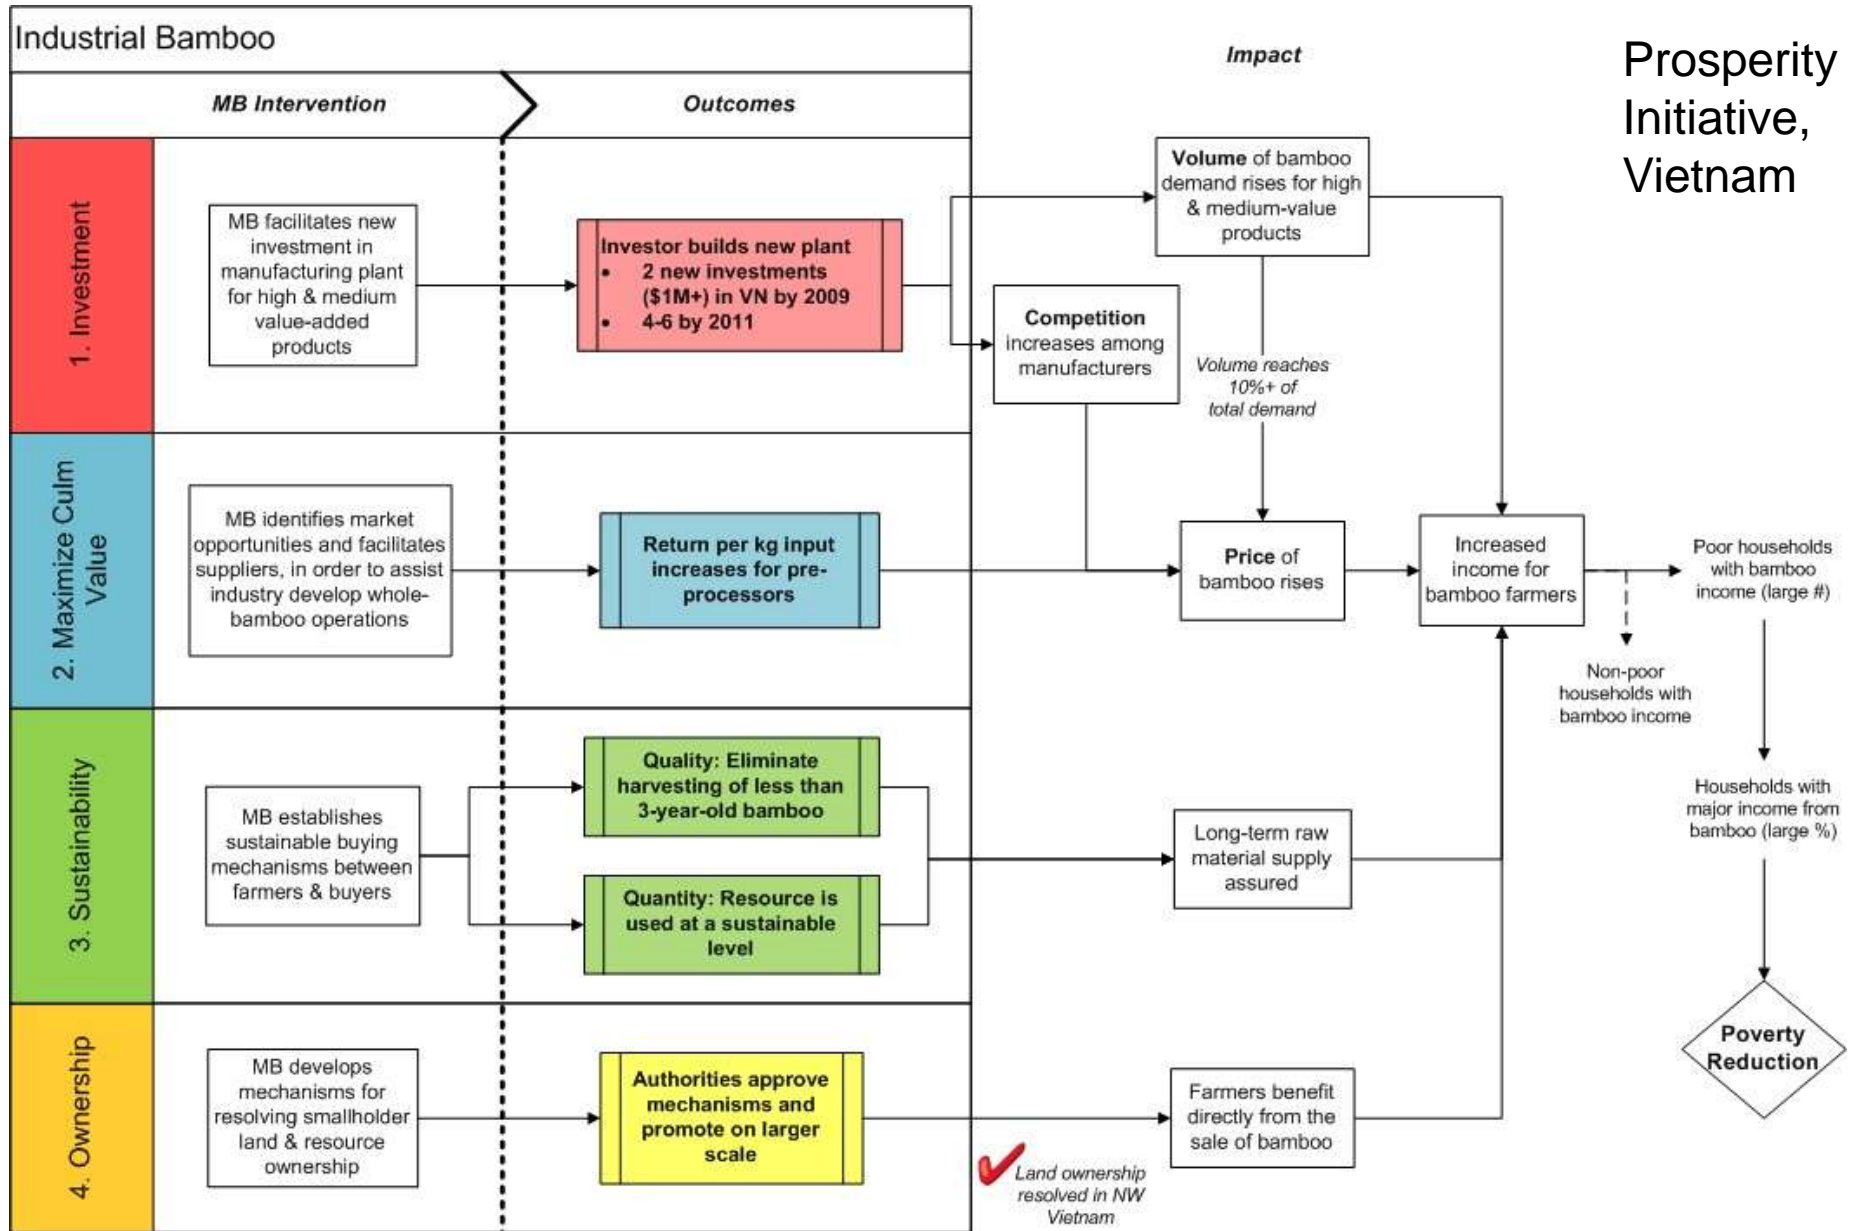 Industrial Bamboo
MB Intervention
Outcomes
Impact
Prosperity
Initiative,
Vietnam
1. Investment
MB facilitates new
investment in
manufacturing plant
for high & medium
value-added
products
Investor builds new plant
• 2 new investments
($1M+) in VN by 2009
• 4-6 by 2011
Volume of bamboo
demand rises for high
& medium-value
products
Competition
increases among
manufacturers
Volume reaches
10%+ of
total demand
2. Maximize Culm
Value
MB identifies market
opportunities and facilitates
suppliers, in order to assist
industry develop whole-
bamboo operations
Return per kg input
increases for pre-
processors
Price of
bamboo rises
Increased
income for
bamboo farmers
Poor households
with bamboo
income (large #)
Non-poor
households with
bamboo income
3. Sustainability
MB establishes
sustainable buying
mechanisms between
farmers & buyers
Quality: Eliminate
harvesting of less than
3-year-old bamboo
Quantity: Resource is
used at a sustainable
level
Long-term raw
material supply
assured
Households with
major income from
bamboo (large %)
Poverty
Reduction
4. Ownership
MB develops
mechanisms for
resolving smallholder
land & resource
ownership
Authorities approve
mechanisms and
promote on larger
scale
Land ownership
resolved in NW
Vietnam
Farmers benefit
directly from the
sale of bamboo